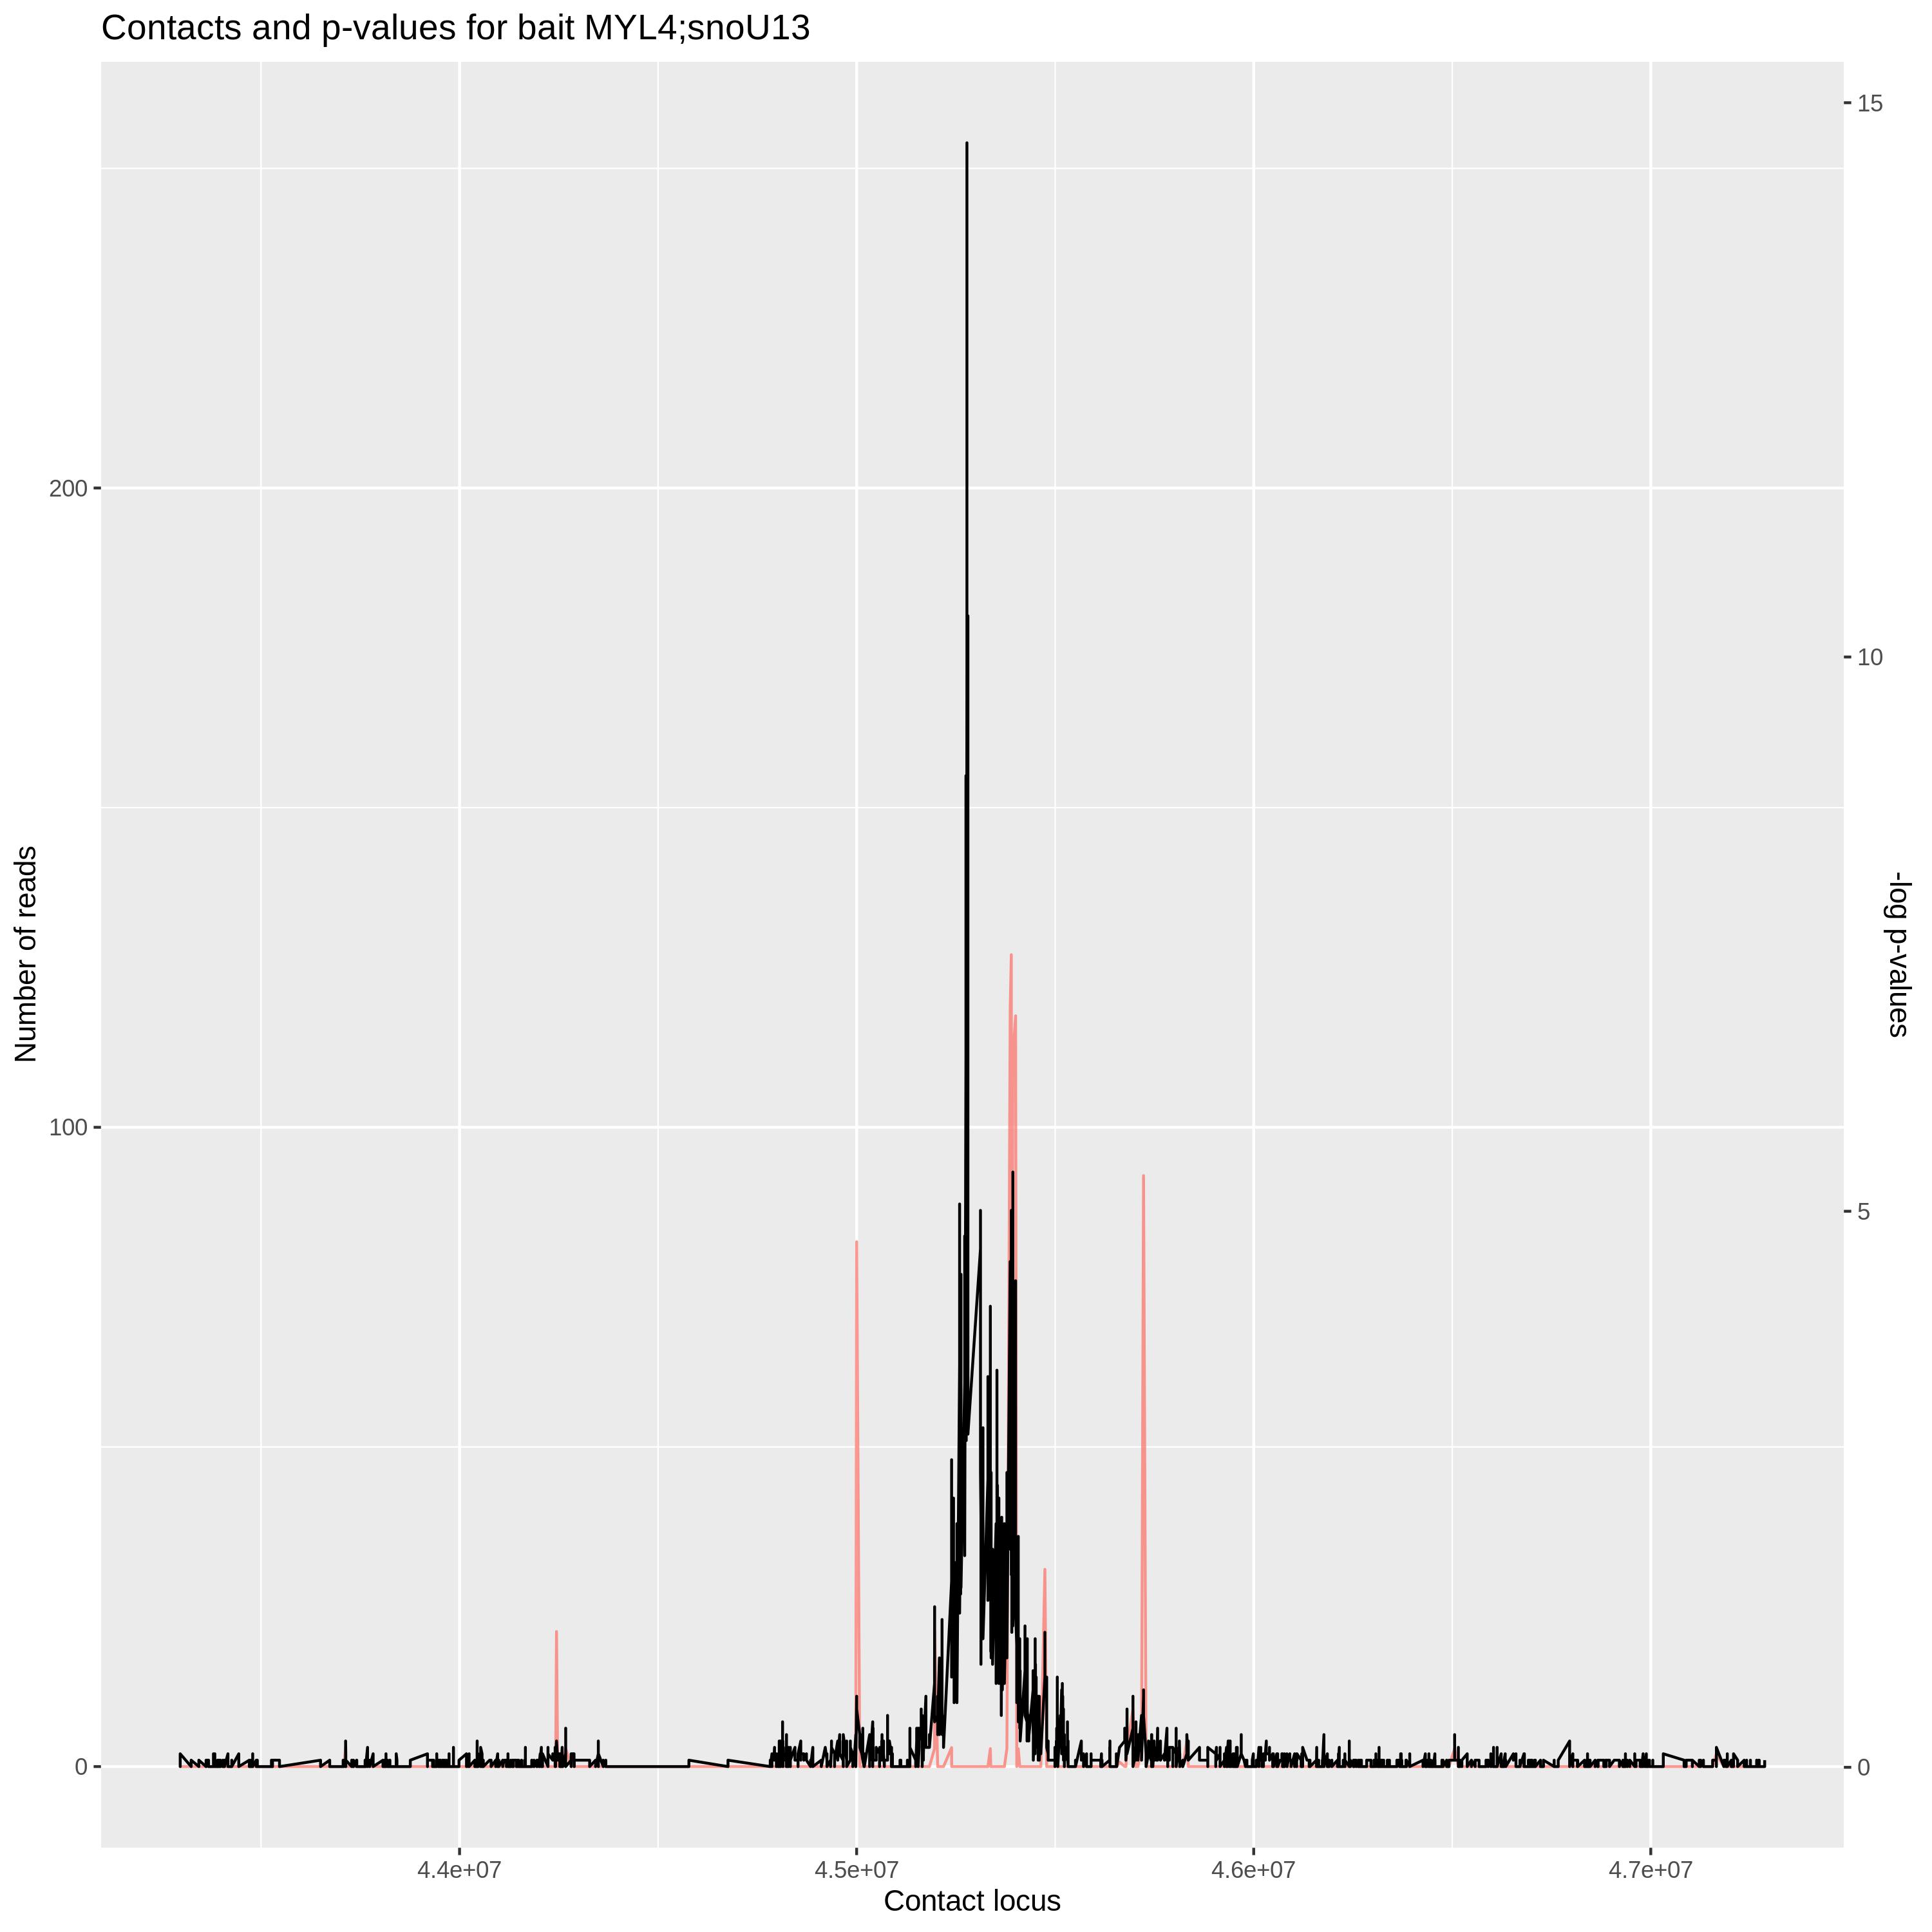 Contacts and p-values for bait MYL4;snoU13
Number of reads
200
100
0
15
10
5
0
-log p-values
4.4e+07
4.5e+07
4.6e+07
4.7e+07
Contact locus